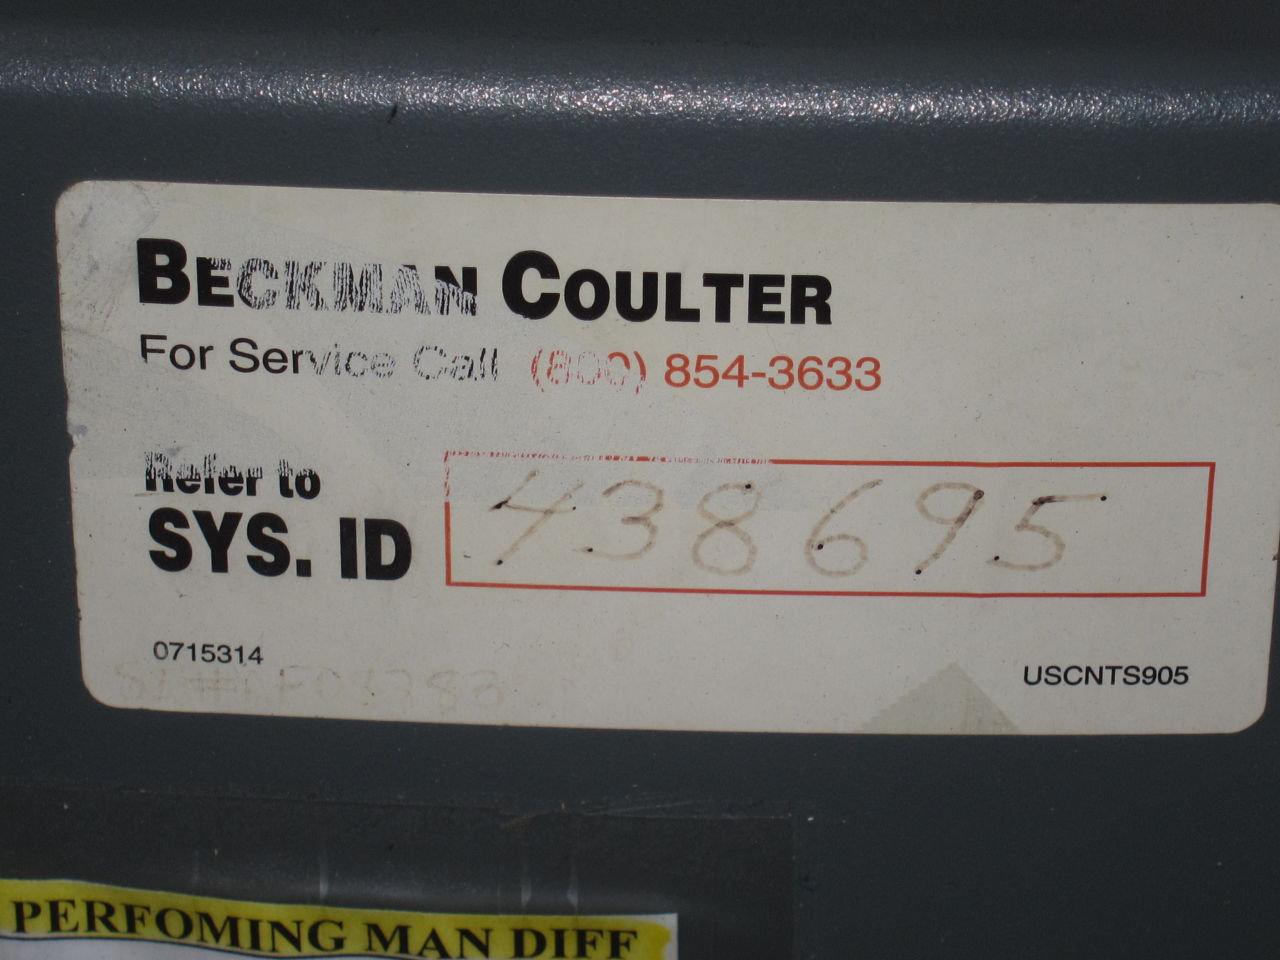 BECKMAN COULTER
For Service Call (800) 854-3633
Refer to
SYS. ID 438695
0715314
USCNTS905
PERFOMING MAN DIFF